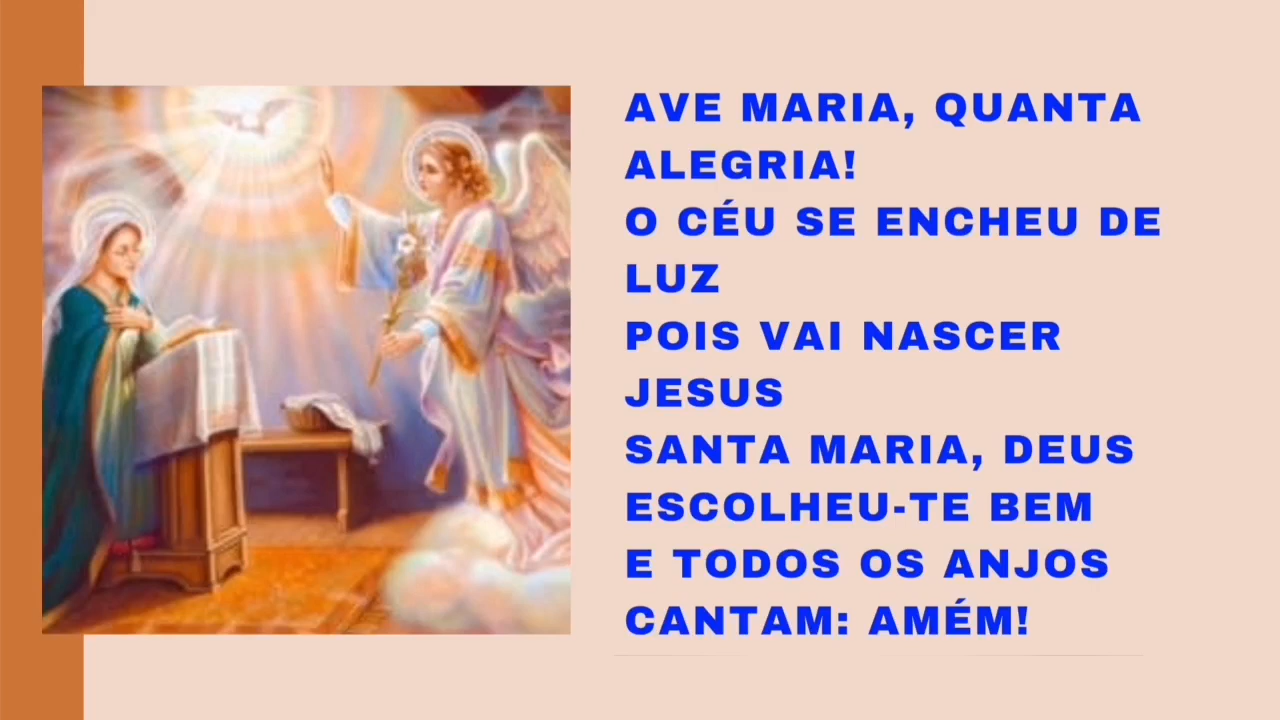 AVE MARIA, QUANTA
ALEGRIA!
O CÉU SE ENCHEU DE
LUZ
POIS VAI NASCER
JESUS
SANTA MARIA, DEUS
ESCOLHEU-TE BEM
E TODOS OS ANJOS
CANTAM: AMÉM!